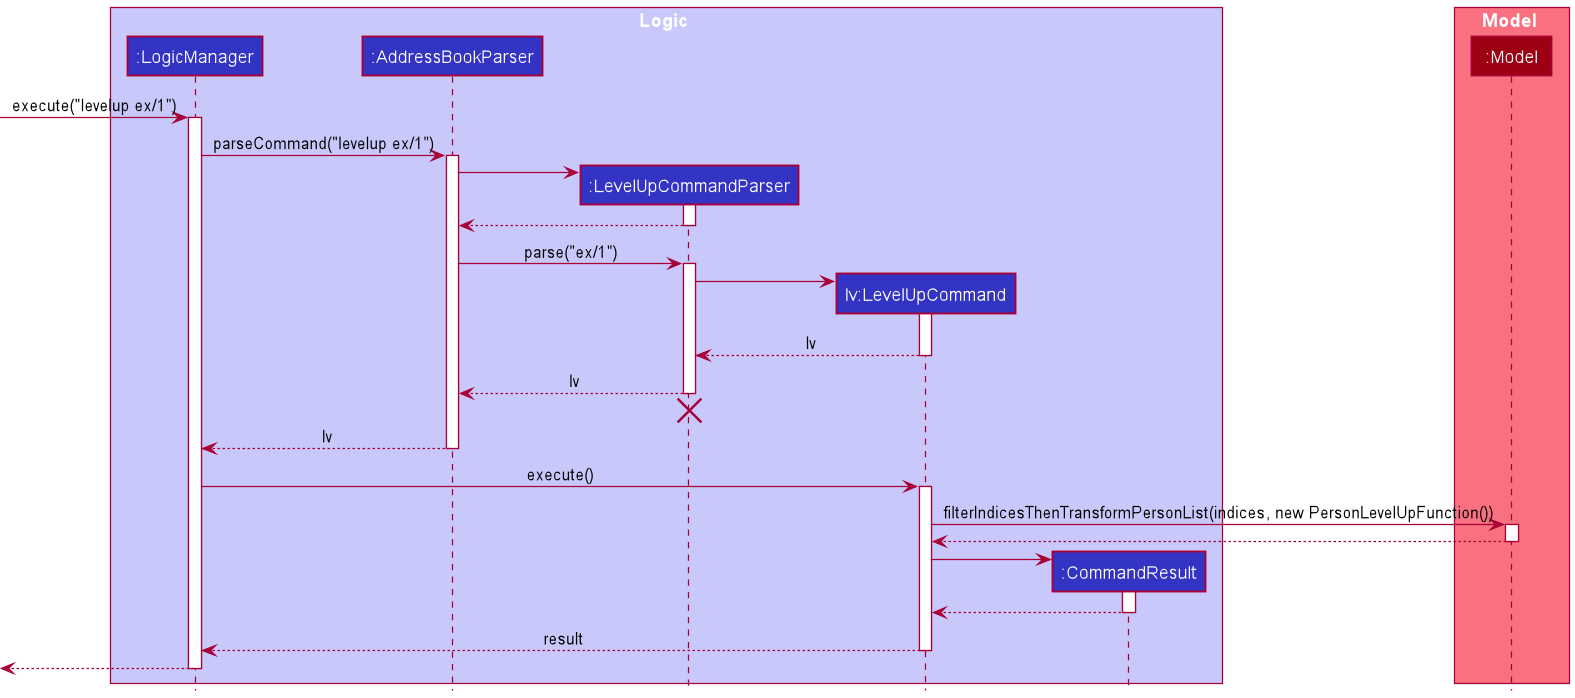 Logic
Model
:LogicManager
:AddressBookParser
:Model
execute("levelup ex/1")
parseCommand("levelup ex/1")
:LevelUpCommandParser
parse("ex/1")
lv:LevelUpCommand
lv
lv
lv
execute()
filterIndicesThenTransformPersonList(indices, new PersonLevelUpFunction())
:CommandResult
result